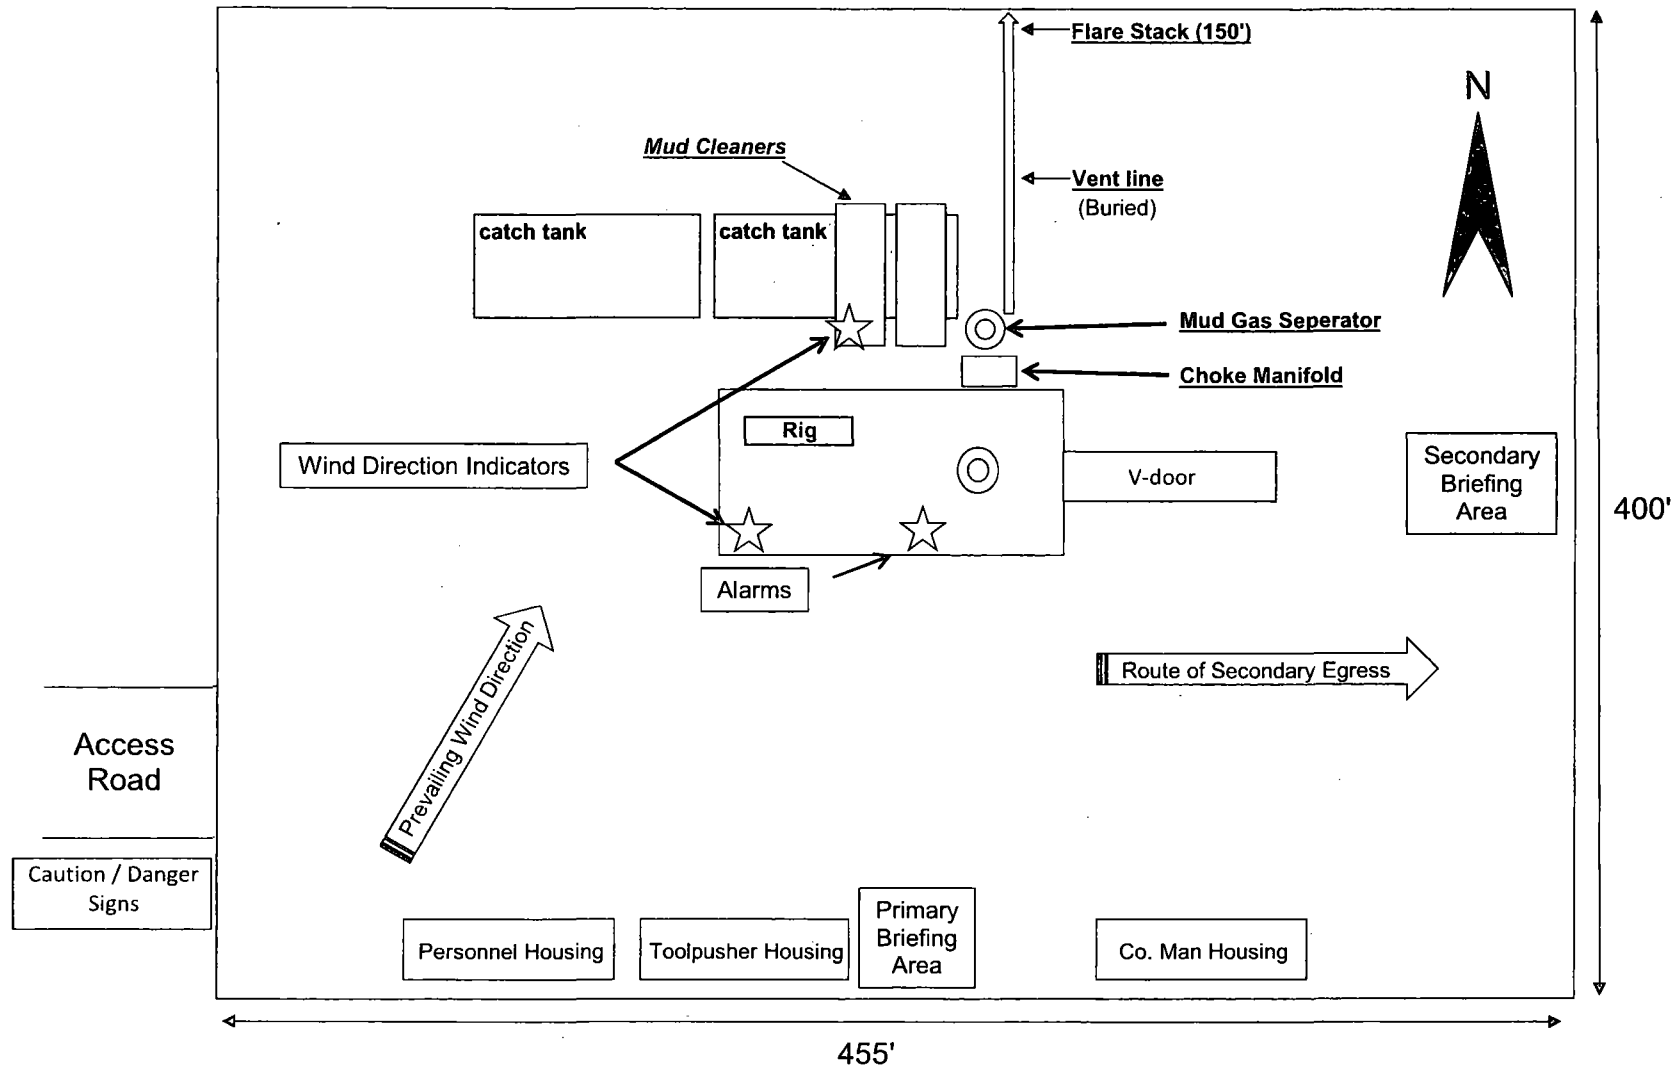 Flare Stack (150')
N
Mud Cleaners
Vent line
(Buried)
catch tank
catch tank
Mud Gas Seperator
Choke Manifold
Rig
Wind Direction Indicators
V-door
Secondary
Briefing
Area
400'
Alarms
Prevailing Wind Direction
Route of Secondary Egress
Access
Road
Caution / Danger
Signs
Primary
Briefing
Area
Personnel Housing
Toolpusher Housing
Co. Man Housing
455'